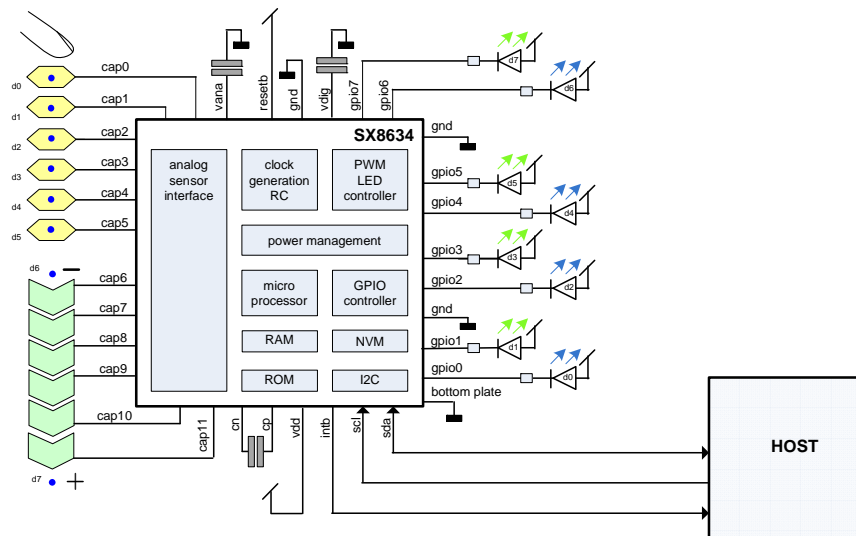 cap0
d0
cap1
d1
cap2
d2
cap3
d3
cap4
d4
cap5
d5
d6
cap6
cap7
cap8
cap9
cap10
cap11
d7
+
vana
resetb
gnd
vdig
gpio7
gpio6
SX8634
analog
sensor
interface
clock
generation
RC
PWM
LED
controller
power management
micro
processor
GPIO
controller
RAM
NVM
ROM
I2C
cn
cp
vdd
intb
scl
sda
d7
d6
gnd
gpio5
d5
gpio4
d4
gpio3
d3
gpio2
d2
gnd
gpio1
d1
gpio0
d0
bottom plate
HOST